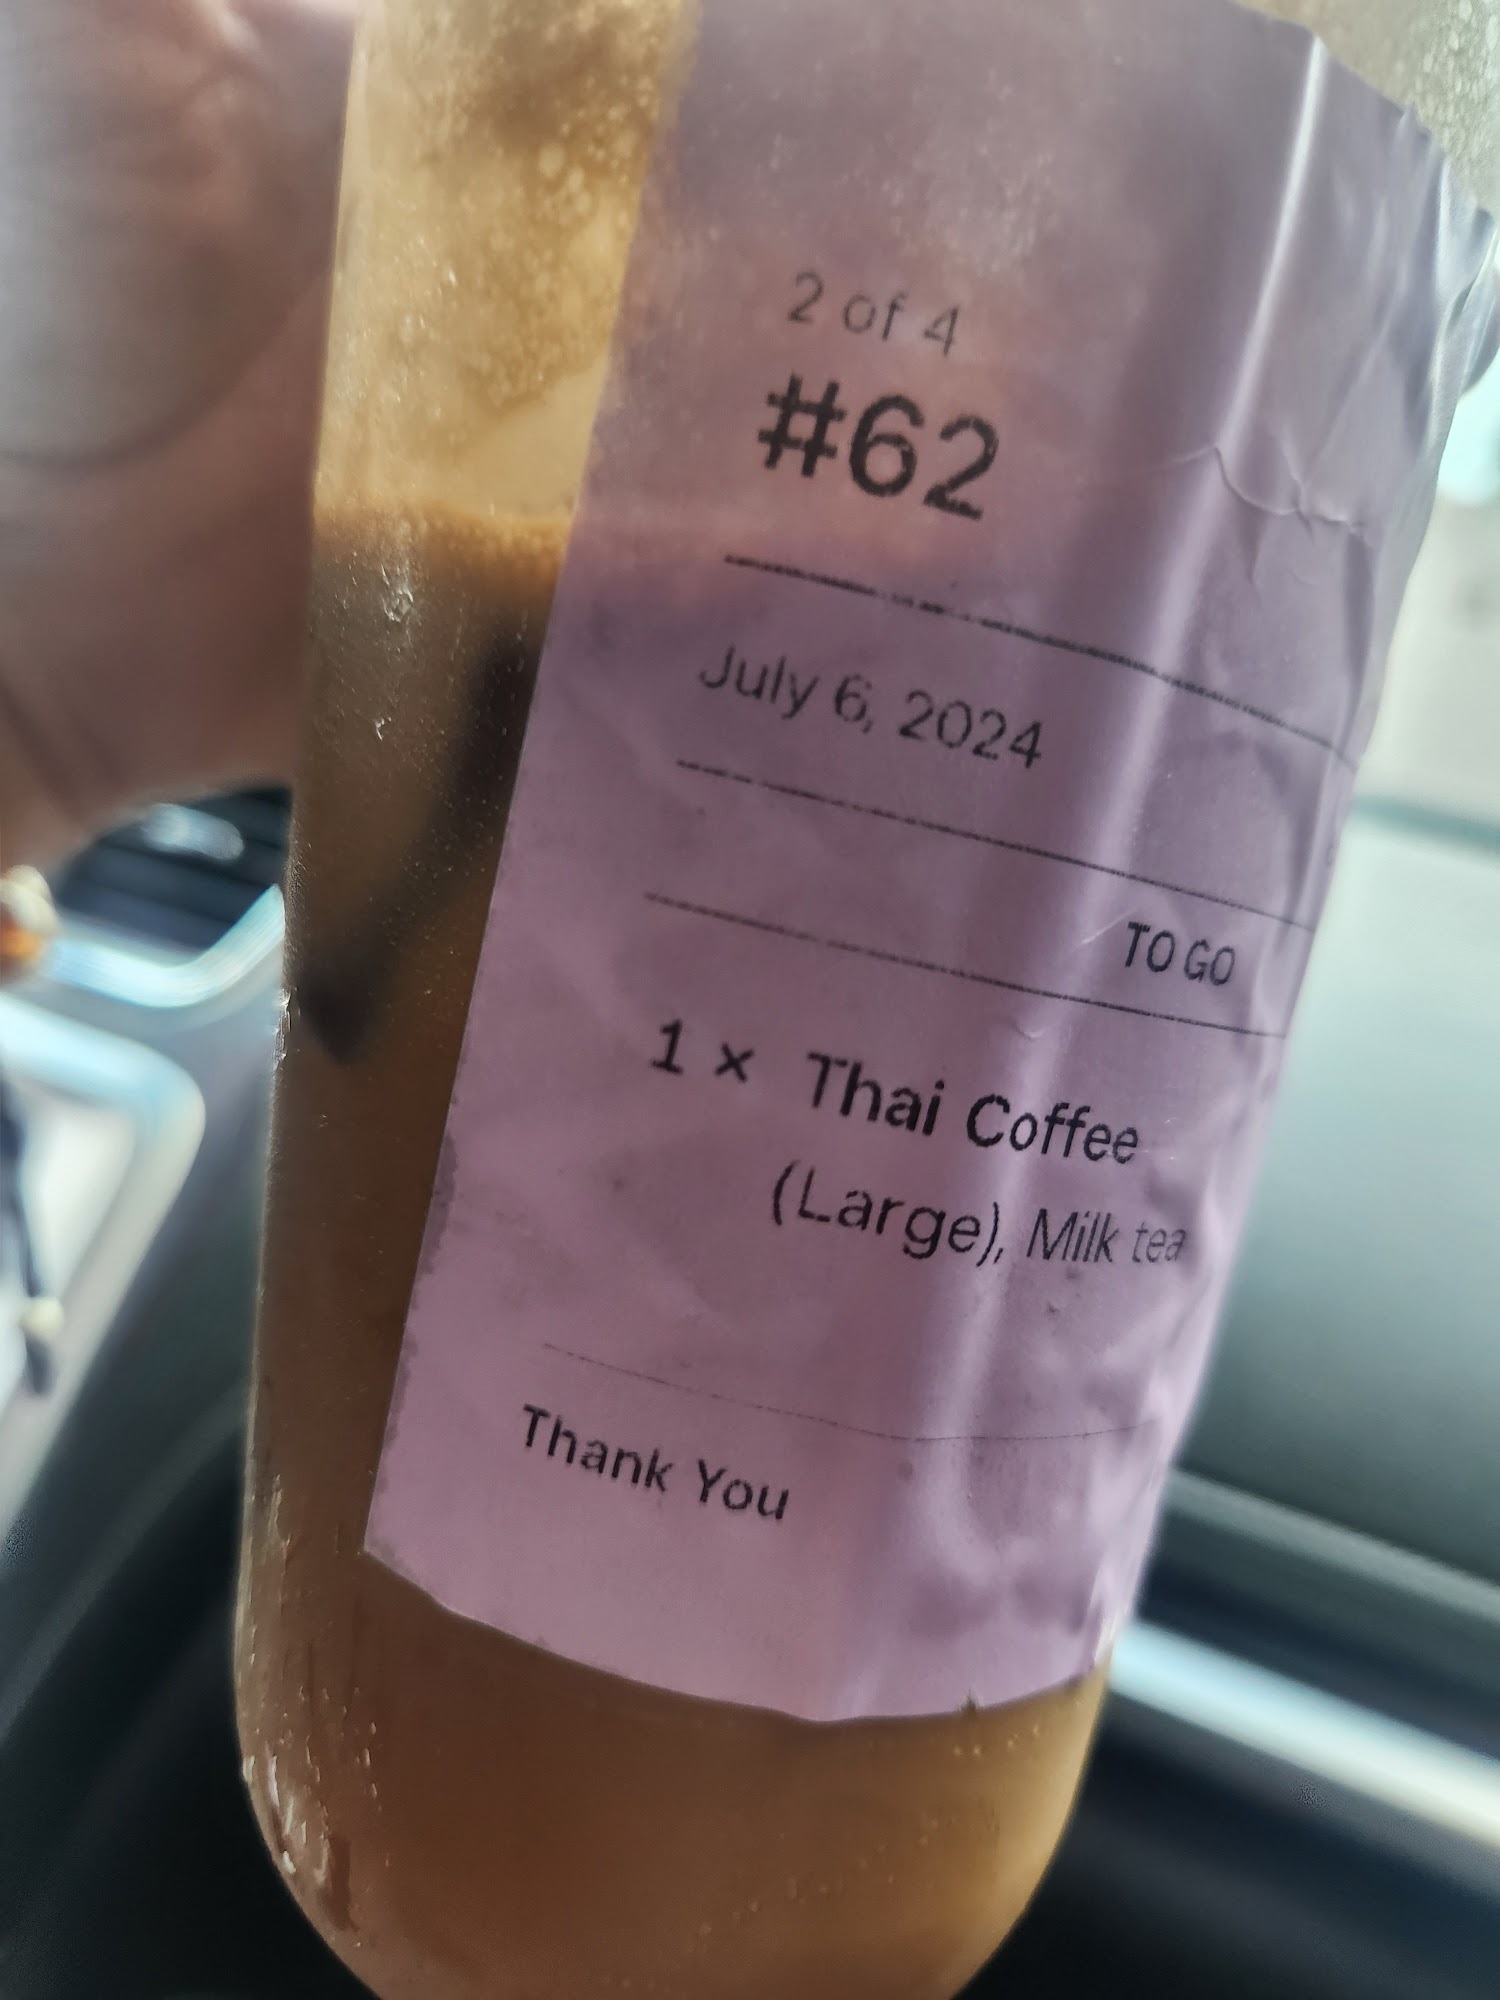 2 of 4
#62
July 6, 2024
TO GO
1 × Thai Coffee
(Large), Milk tea
Thank You